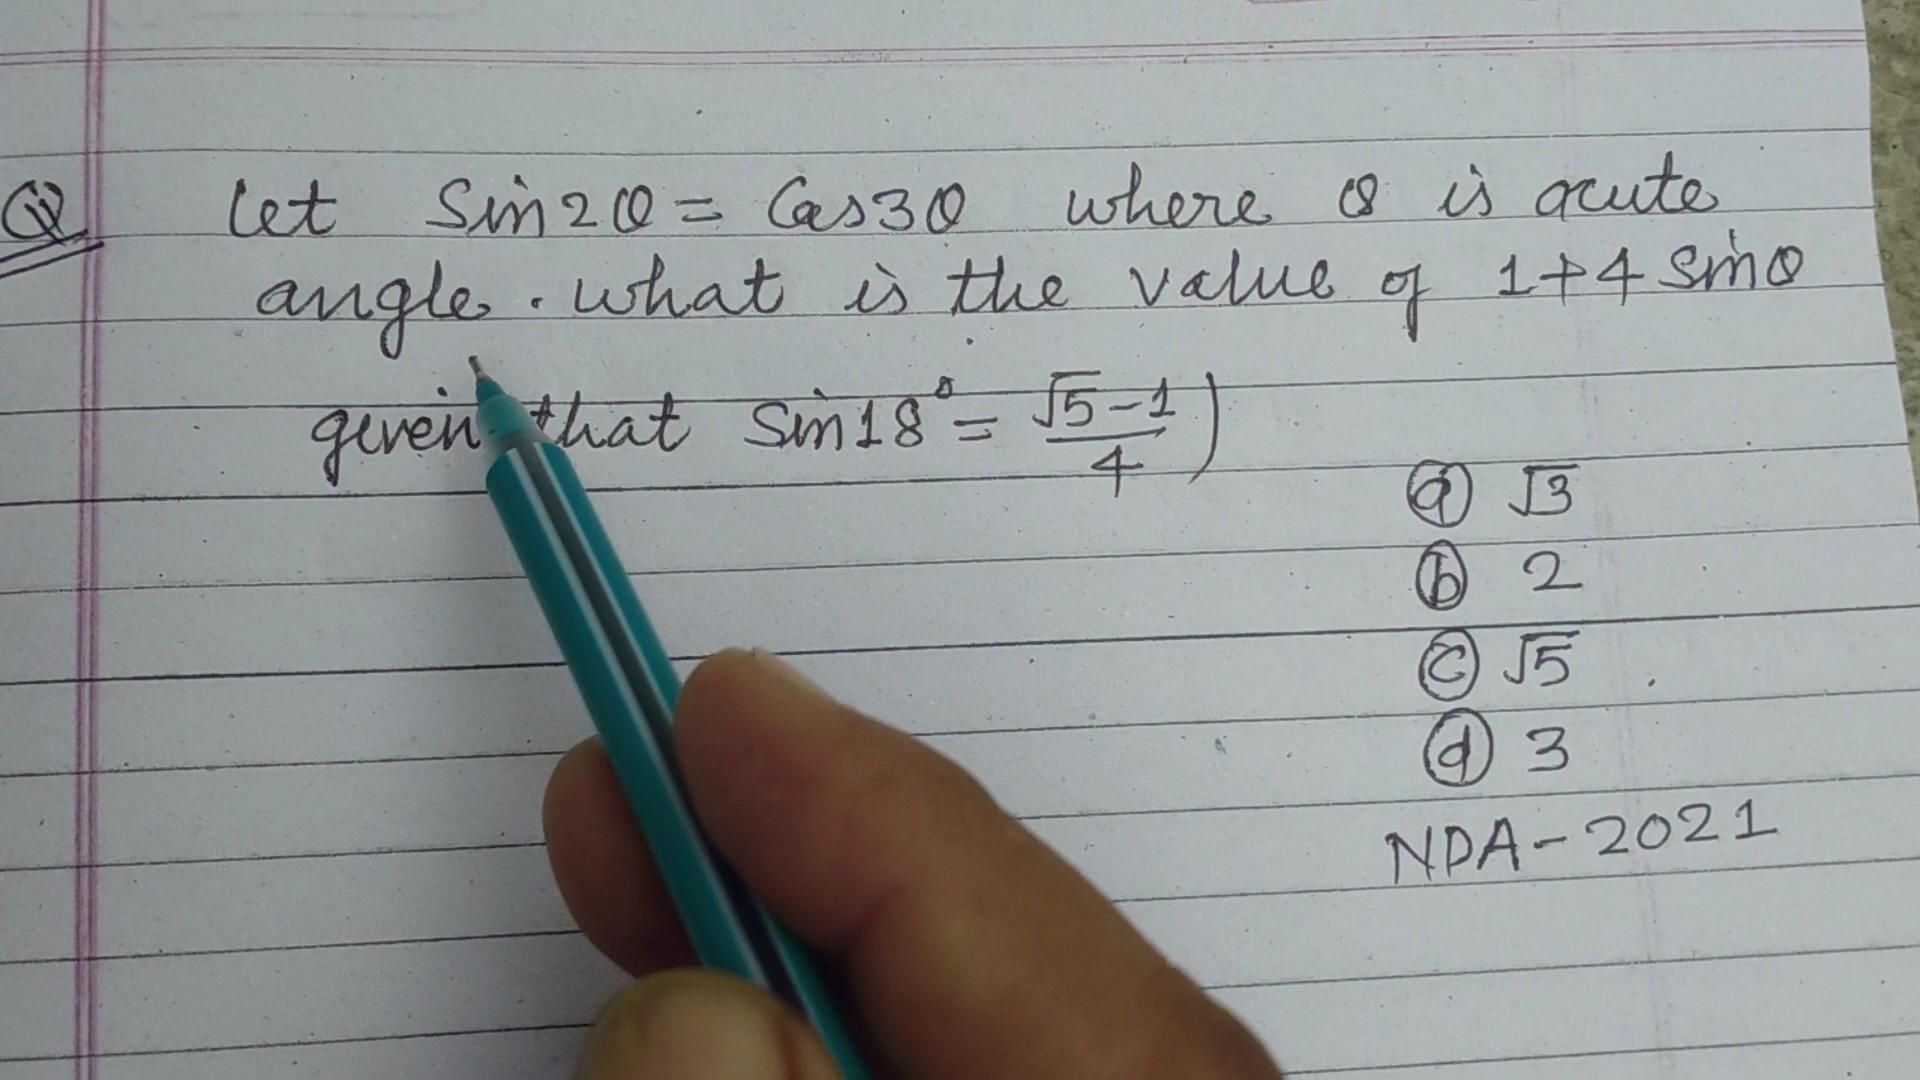 Q Let Sin2θ = Cos3θ where θ is acute
angle. what is the value of 1+4 sinθ
given that Sin18° = √5-1/4)
ⓐ √3
ⓑ 2
ⓒ √5
ⓓ 3
NDA-2021